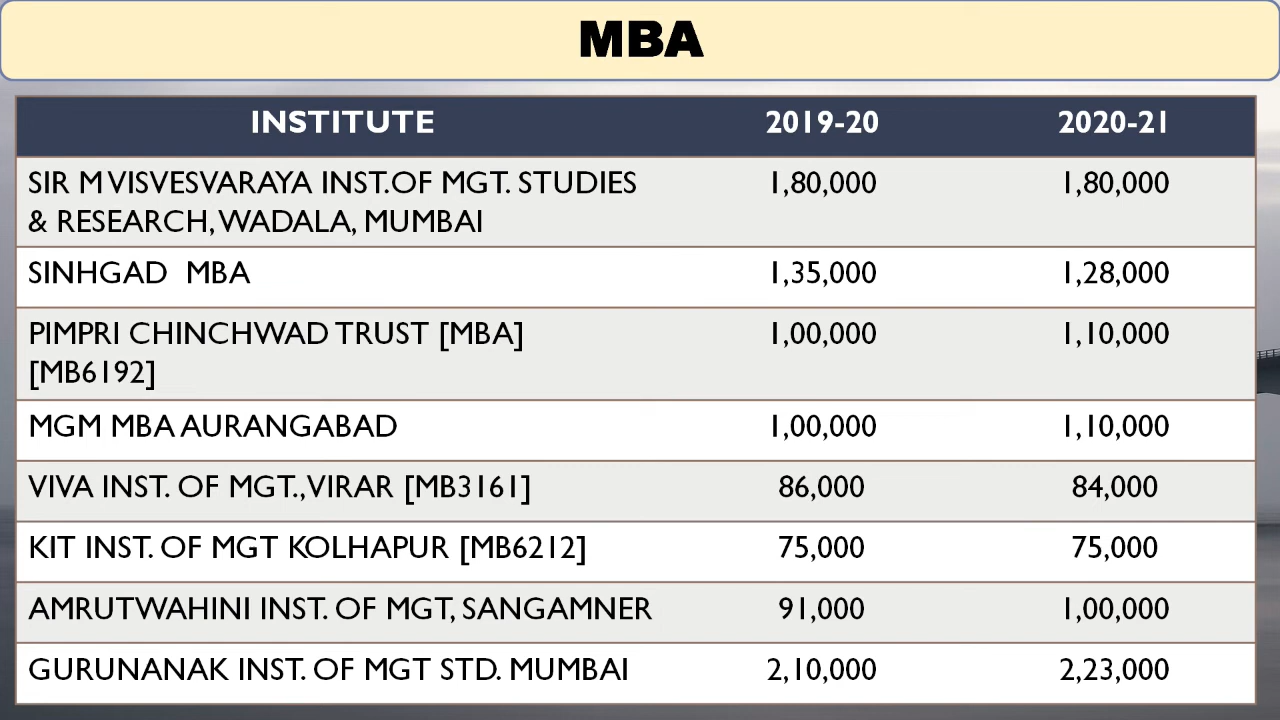 MBA
INSTITUTE 2019-20 2020-21
SIR M VISVESVARAYA INST.OF MGT. STUDIES 1,80,000 1,80,000
& RESEARCH, WADALA, MUMBAI
SINHGAD MBA 1,35,000 1,28,000
PIMPRI CHINCHWAD TRUST [MBA] 1,00,000 1,10,000
[MB6192]
MGM MBA AURANGABAD 1,00,000 1,10,000
VIVA INST. OF MGT., VIRAR [MB3161] 86,000 84,000
KIT INST. OF MGT KOLHAPUR [MB6212] 75,000 75,000
AMRUTWAHINI INST. OF MGT, SANGAMNER 91,000 1,00,000
GURUNANAK INST. OF MGT STD. MUMBAI 2,10,000 2,23,000